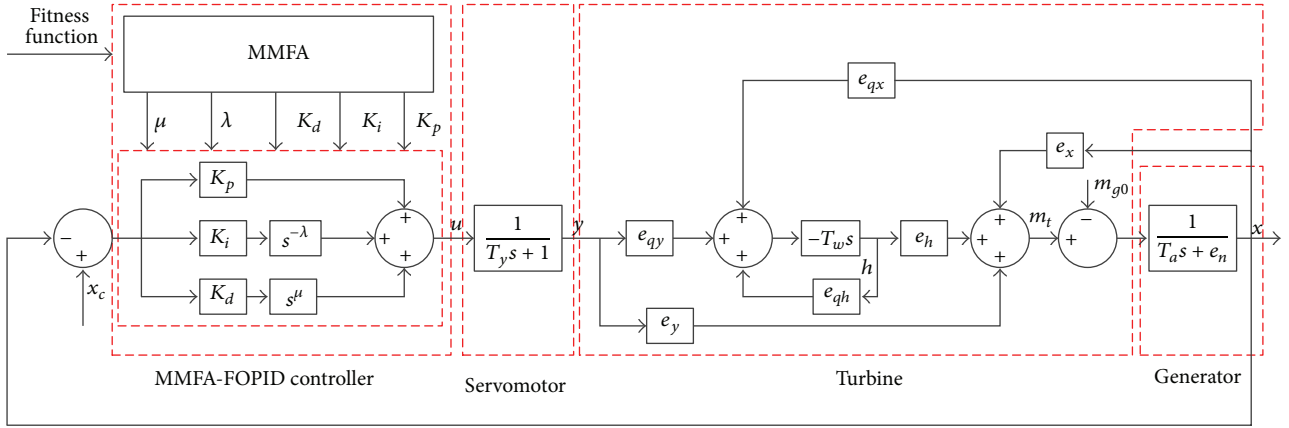 Fitness
function
MMFA
μ
λ
K_d
K_i
K_p
K_p
K_i
s^{-λ}
K_d
s^μ
+
+
+
−
+
x_c
u
1
T_y s + 1
y
e_{qy}
e_{qx}
+
+
+
−T_w s
h
e_{qh}
e_h
e_y
e_x
+
+
+
m_t
m_{g0}
−
+
1
T_a s + e_n
x
MMFA-FOPID controller
Servomotor
Turbine
Generator